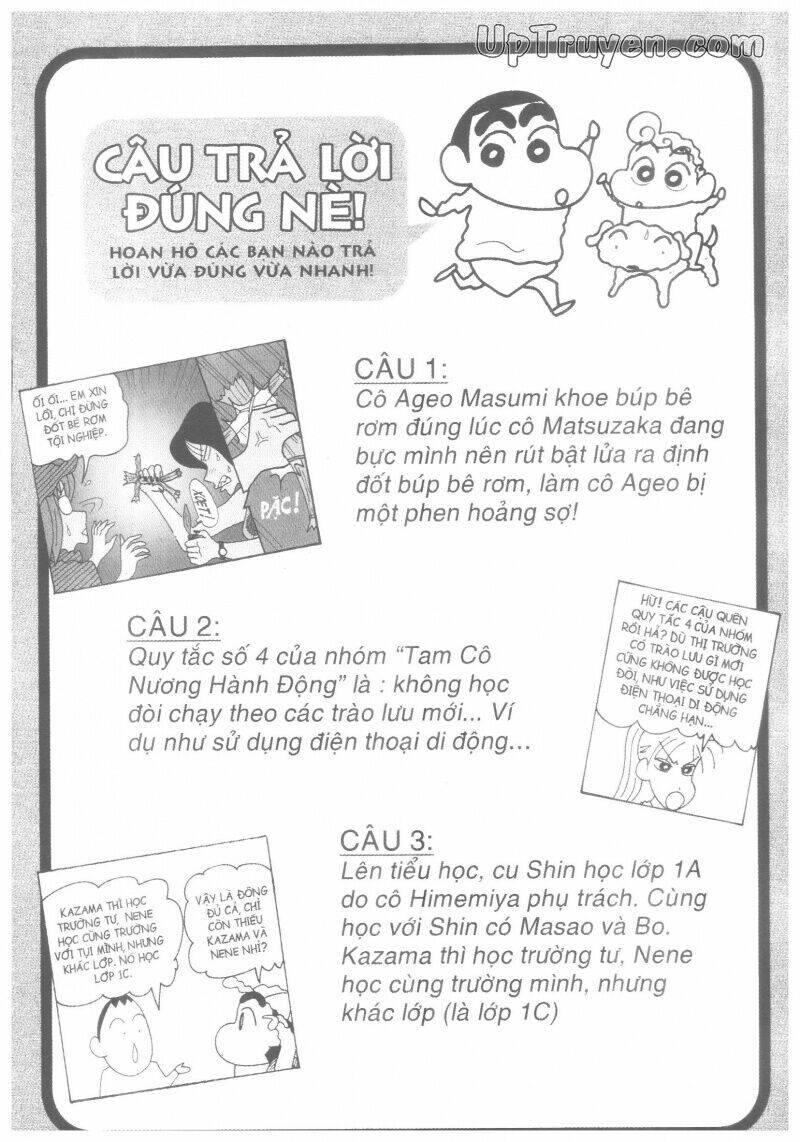 UpTruyen.com
CÂU TRẢ LỜI
ĐÚNG NÈ!
HOAN HÔ CÁC BẠN NÀO TRẢ
LỜI VỪA ĐÚNG VỪA NHANH!
ỐI ỐI... EM XIN
LỖI, CHỊ ĐỪNG
ĐỐT BÉ RƠM
TỘI NGHIỆP.
XOẸT!
PẶC!
CÂU 1:
Cô Ageo Masumi khoe búp bê
rơm đúng lúc cô Matsuzaka đang
bực mình nên rút bật lửa ra định
đốt búp bê rơm, làm cô Ageo bị
một phen hoảng sợ!
CÂU 2:
Quy tắc số 4 của nhóm “Tam Cô
Nương Hành Động” là : không học
đòi chạy theo các trào lưu mới... Ví
dụ như sử dụng điện thoại di động...
HỪ! CÁC CẬU QUÊN
QUY TẮC 4 CỦA NHÓM
RỒI HẢ? DÙ THỊ TRƯỜNG
CÓ TRÀO LƯU GÌ MỚI
CŨNG KHÔNG ĐƯỢC HỌC
ĐÒI, NHƯ VIỆC SỬ DỤNG
ĐIỆN THOẠI DI ĐỘNG
CHẲNG HẠN...
CÂU 3:
Lên tiểu học, cu Shin học lớp 1A
do cô Himemiya phụ trách. Cùng
học với Shin có Masao và Bo.
Kazama thì học trường tư, Nene
học cùng trường mình, nhưng
khác lớp (là lớp 1C)
KAZAMA THÌ HỌC
TRƯỜNG TƯ, NENE
HỌC CÙNG TRƯỜNG
VỚI TỤI MÌNH, NHƯNG
KHÁC LỚP. NÓ HỌC
LỚP 1C.
VẬY LÀ ĐÔNG
ĐỦ CẢ, CHỈ
CÒN THIẾU
KAZAMA VÀ
NENE NHỈ?